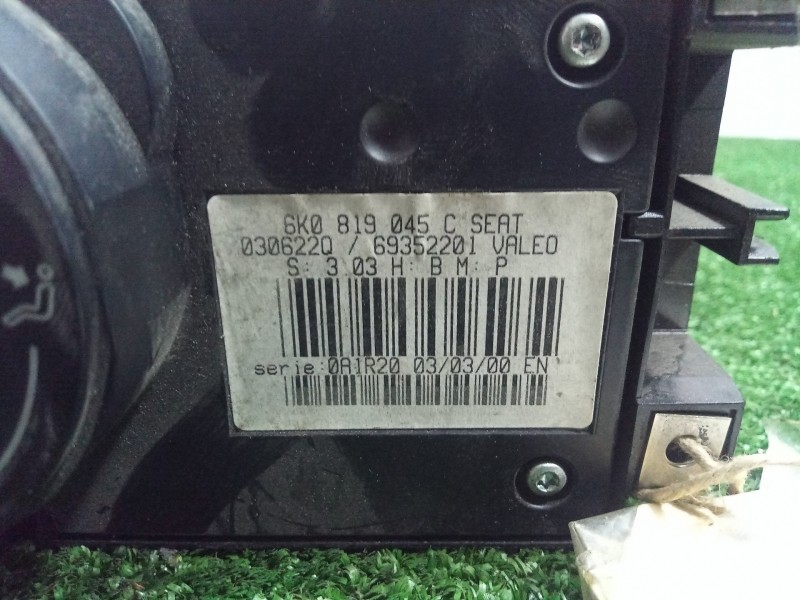 6K0 819 045 C SEAT
030622Q / 69352201 VALEO
S: 3 03 H: B M: P
serie:0A1R20 03/03/00 EN